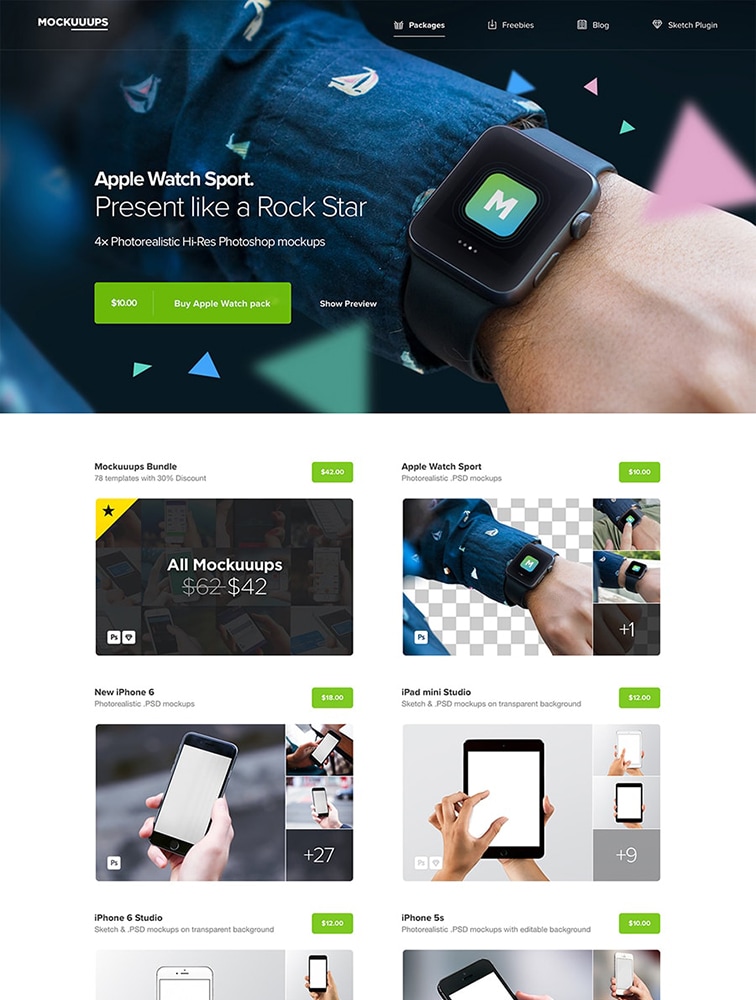 MOCKUUUPS
Packages
Freebies
Blog
Sketch Plugin
M
Apple Watch Sport.
Present like a Rock Star
4x Photorealistic Hi-Res Photoshop mockups
$10.00
Buy Apple Watch pack
Show Preview
Mockuuups Bundle
$42.00
78 templates with 30% Discount
All Mockuuups
$62 $42
Ps
Apple Watch Sport
$10.00
Photorealistic .PSD mockups
M
+1
Ps
New iPhone 6
$18.00
Photorealistic .PSD mockups
+27
Ps
iPad mini Studio
$12.00
Sketch & .PSD mockups on transparent background
+9
Ps
iPhone 6 Studio
$12.00
Sketch & .PSD mockups on transparent background
iPhone 5s
$10.00
Photorealistic .PSD mockups with editable background